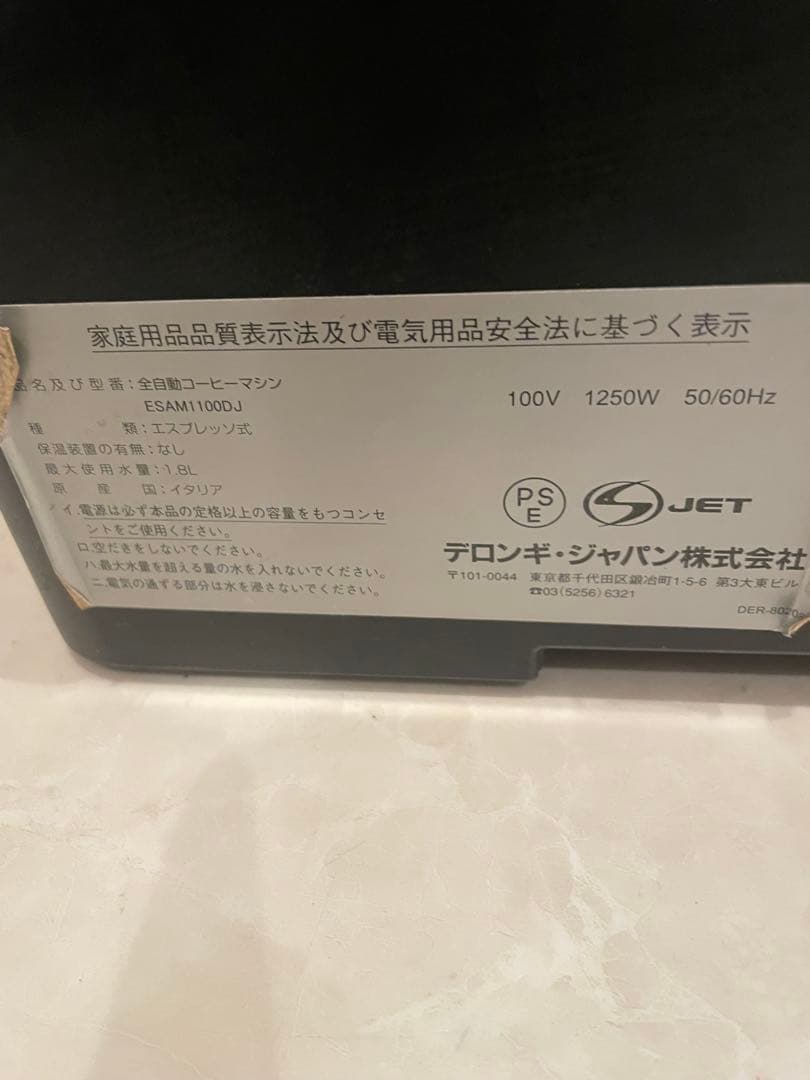 家庭用品品質表示法及び電気用品安全法に基づく表示
品名及び型番：全自動コーヒーマシン
ESAM1100DJ
種　　　　類：エスプレッソ式
保温装置の有無：なし
最大使用水量：1.8L
原　産　国：イタリア
イ.電源は必ず本品の定格以上の容量をもつコンセ
ントをご使用ください。
ロ.空だきをしないでください。
ハ.最大水量を超える量の水を入れないでください。
ニ.電気の通ずる部分は水を浸さないでください。
100V 1250W 50/60Hz
PSE
JET
デロンギ・ジャパン株式会社
〒101-0044 東京都千代田区鍛冶町1-5-6 第3大東ビル
☎03(5256)6321